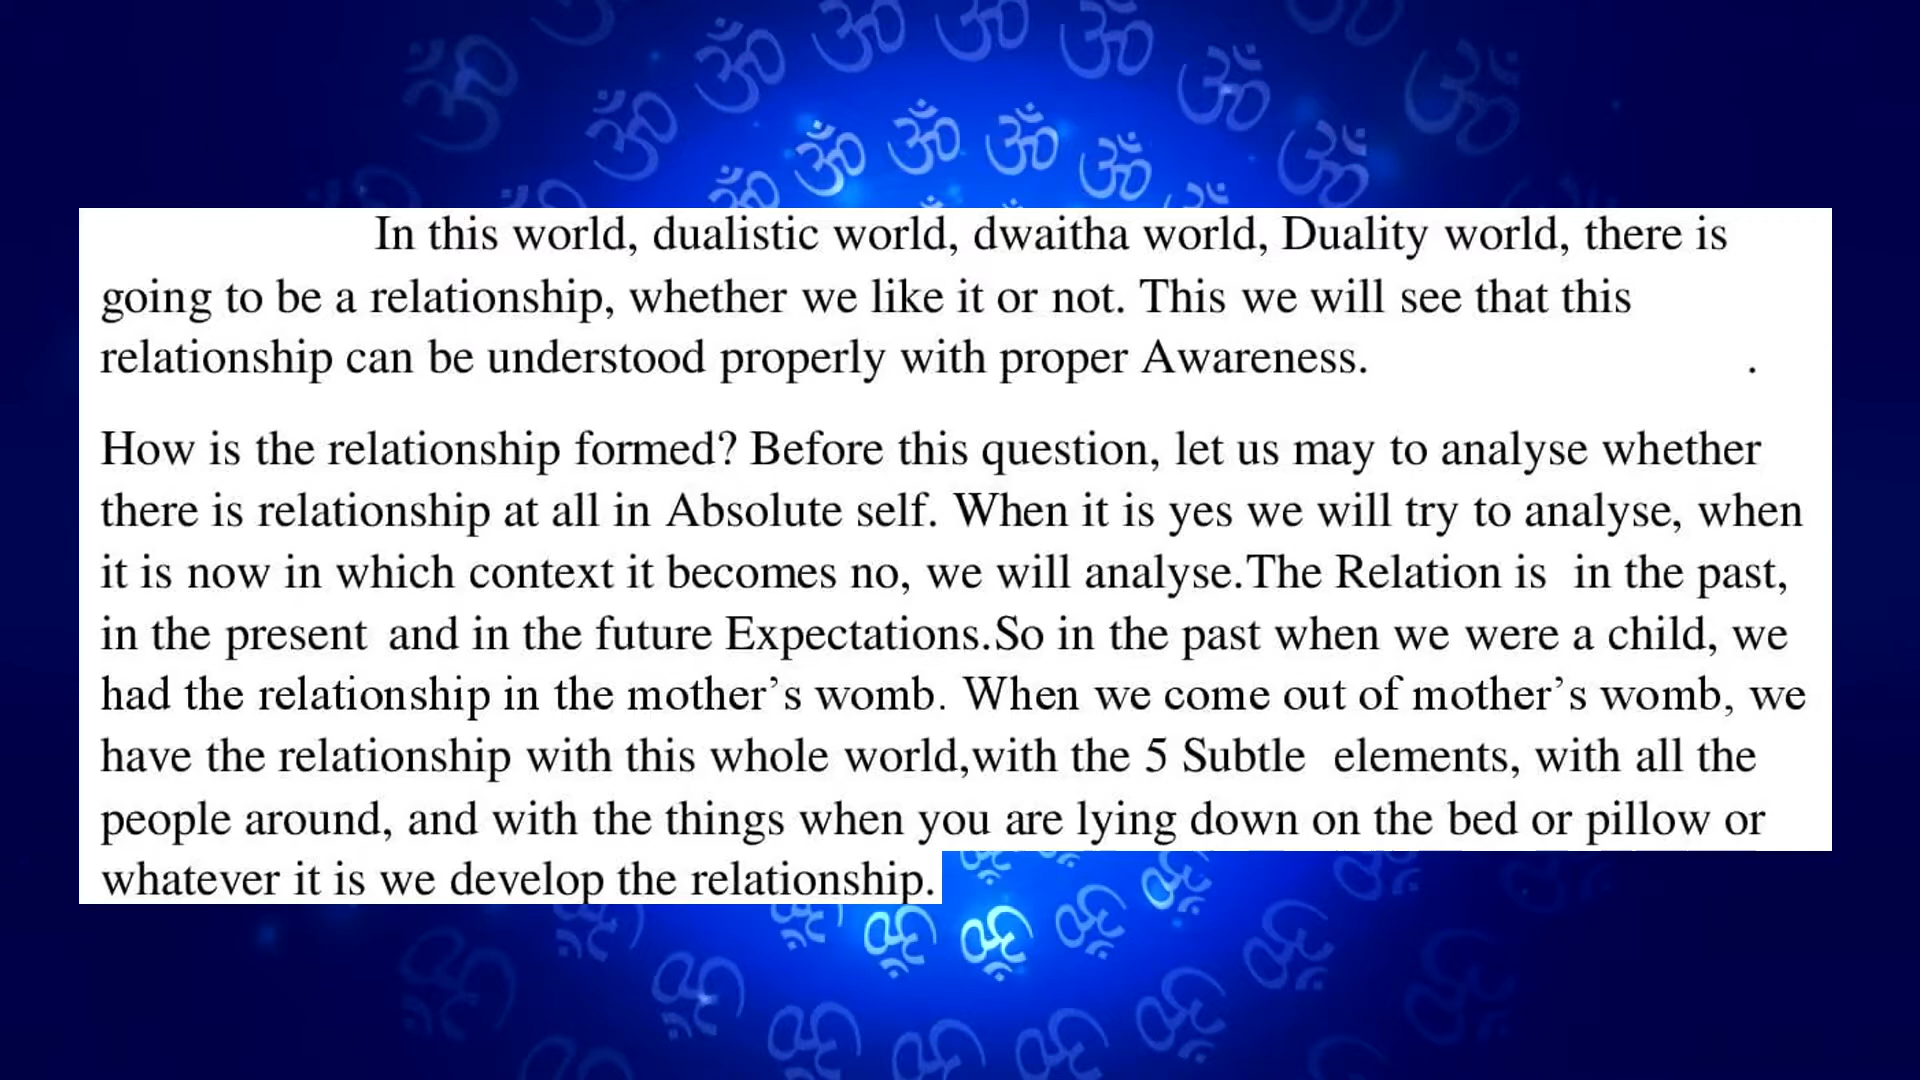 In this world, dualistic world, dwaitha world, Duality world, there is
going to be a relationship, whether we like it or not. This we will see that this
relationship can be understood properly with proper Awareness. .
How is the relationship formed? Before this question, let us may to analyse whether
there is relationship at all in Absolute self. When it is yes we will try to analyse, when
it is now in which context it becomes no, we will analyse.The Relation is  in the past,
in the present  and in the future Expectations.So in the past when we were a child, we
had the relationship in the mother’s womb. When we come out of mother’s womb, we
have the relationship with this whole world,with the 5 Subtle  elements, with all the
people around, and with the things when you are lying down on the bed or pillow or
whatever it is we develop the relationship.